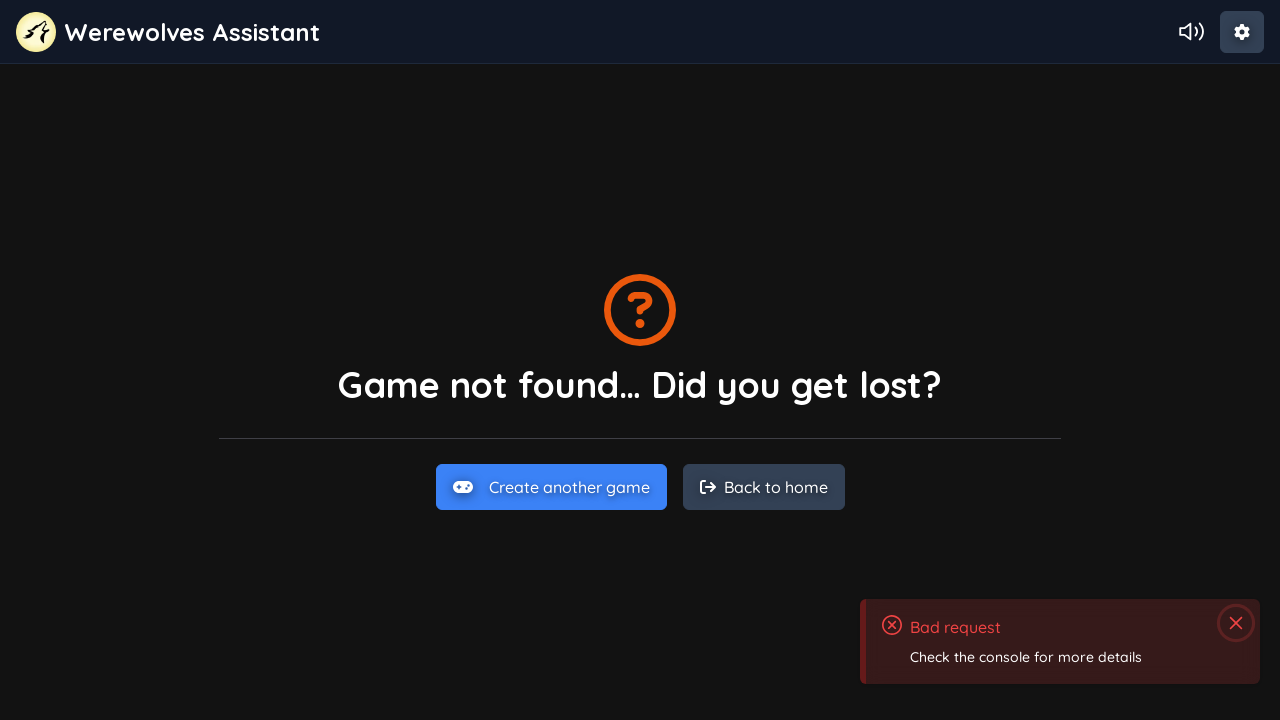 Werewolves Assistant
Game not found... Did you get lost?
Create another game
Back to home
Bad request
Check the console for more details